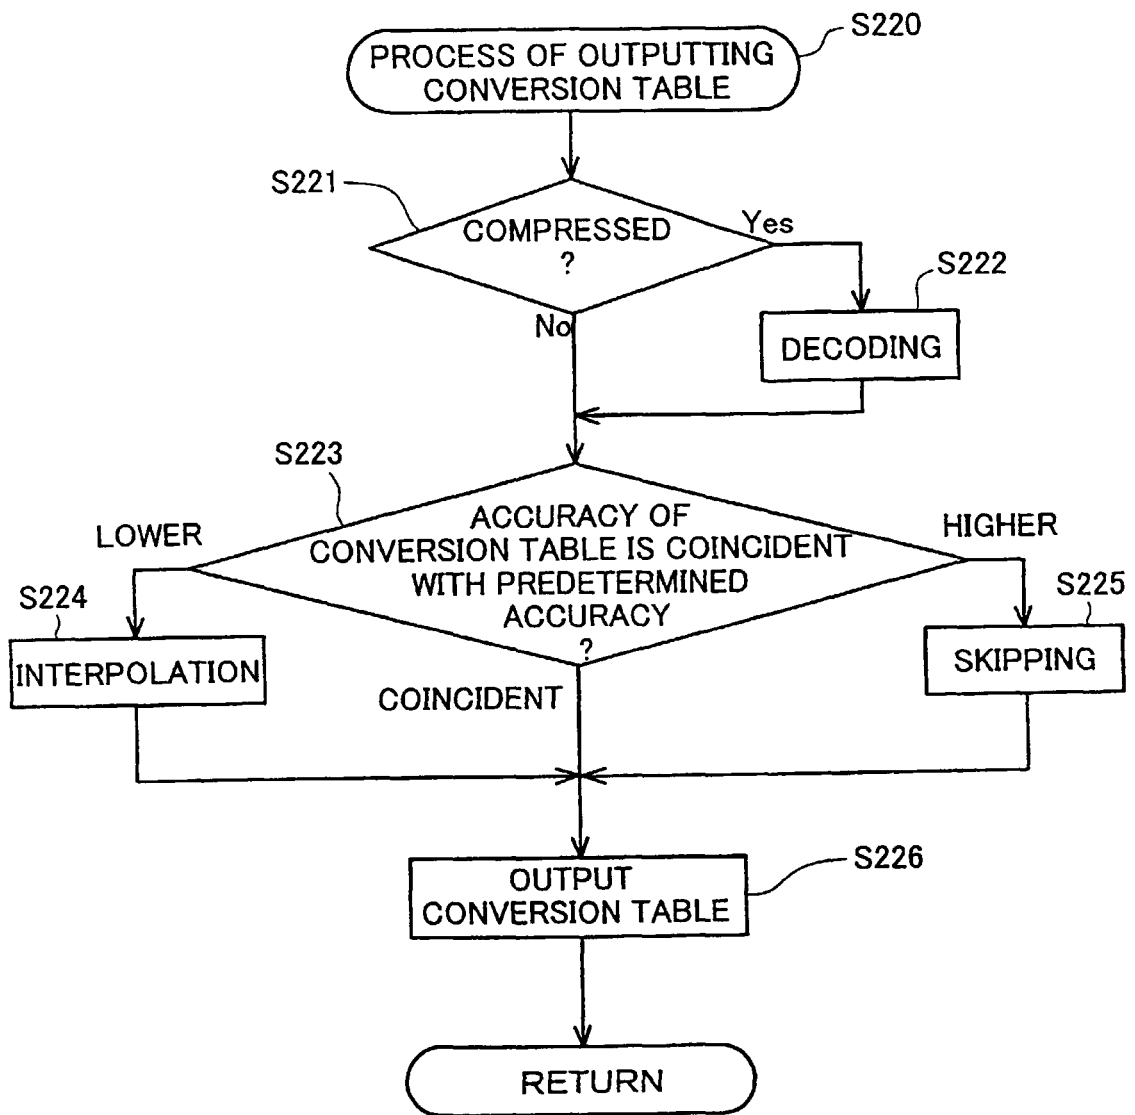 S220
PROCESS OF OUTPUTTING
CONVERSION TABLE
S221
COMPRESSED
?
Yes
No
S222
DECODING
S223
LOWER
ACCURACY OF
CONVERSION TABLE IS COINCIDENT
WITH PREDETERMINED
ACCURACY
?
HIGHER
S224
INTERPOLATION
S225
SKIPPING
COINCIDENT
S226
OUTPUT
CONVERSION TABLE
RETURN